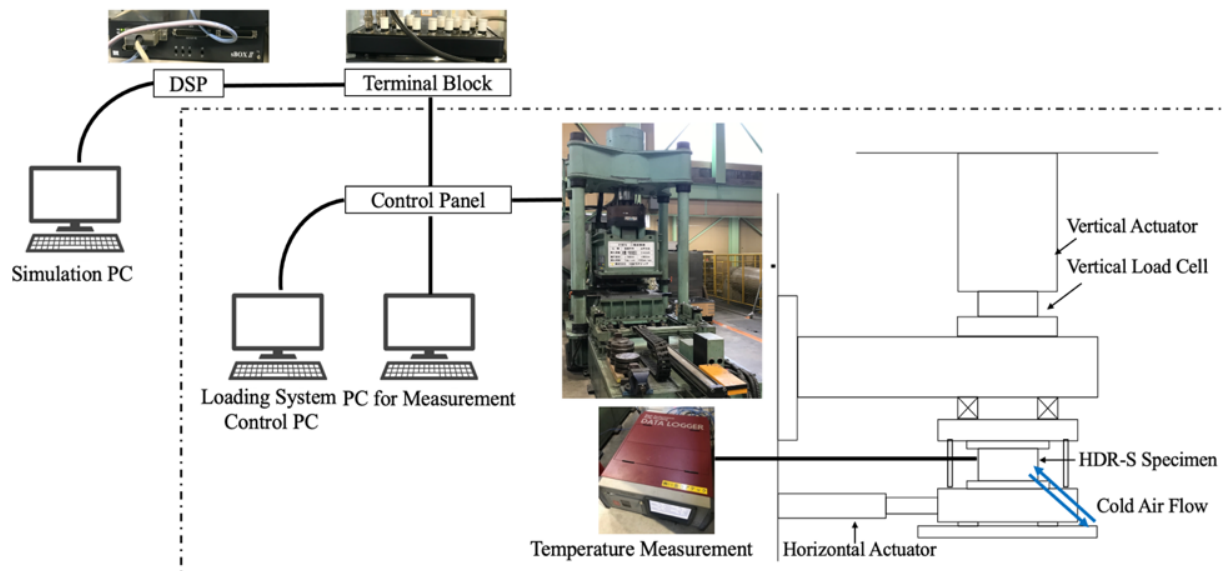 DSP
Terminal Block
Control Panel
Simulation PC
Loading System
Control PC
PC for Measurement
DATA LOGGER
Temperature Measurement
Vertical Actuator
Vertical Load Cell
HDR-S Specimen
Cold Air Flow
Horizontal Actuator